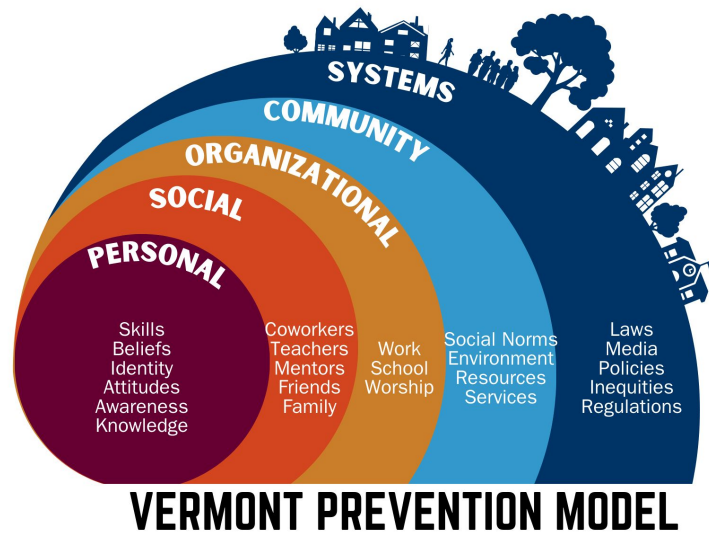 SYSTEMS
COMMUNITY
ORGANIZATIONAL
SOCIAL
PERSONAL
Skills
Beliefs
Identity
Attitudes
Awareness
Knowledge
Coworkers
Teachers
Mentors
Friends
Family
Work
School
Worship
Social Norms
Environment
Resources
Services
Laws
Media
Policies
Inequities
Regulations
VERMONT PREVENTION MODEL